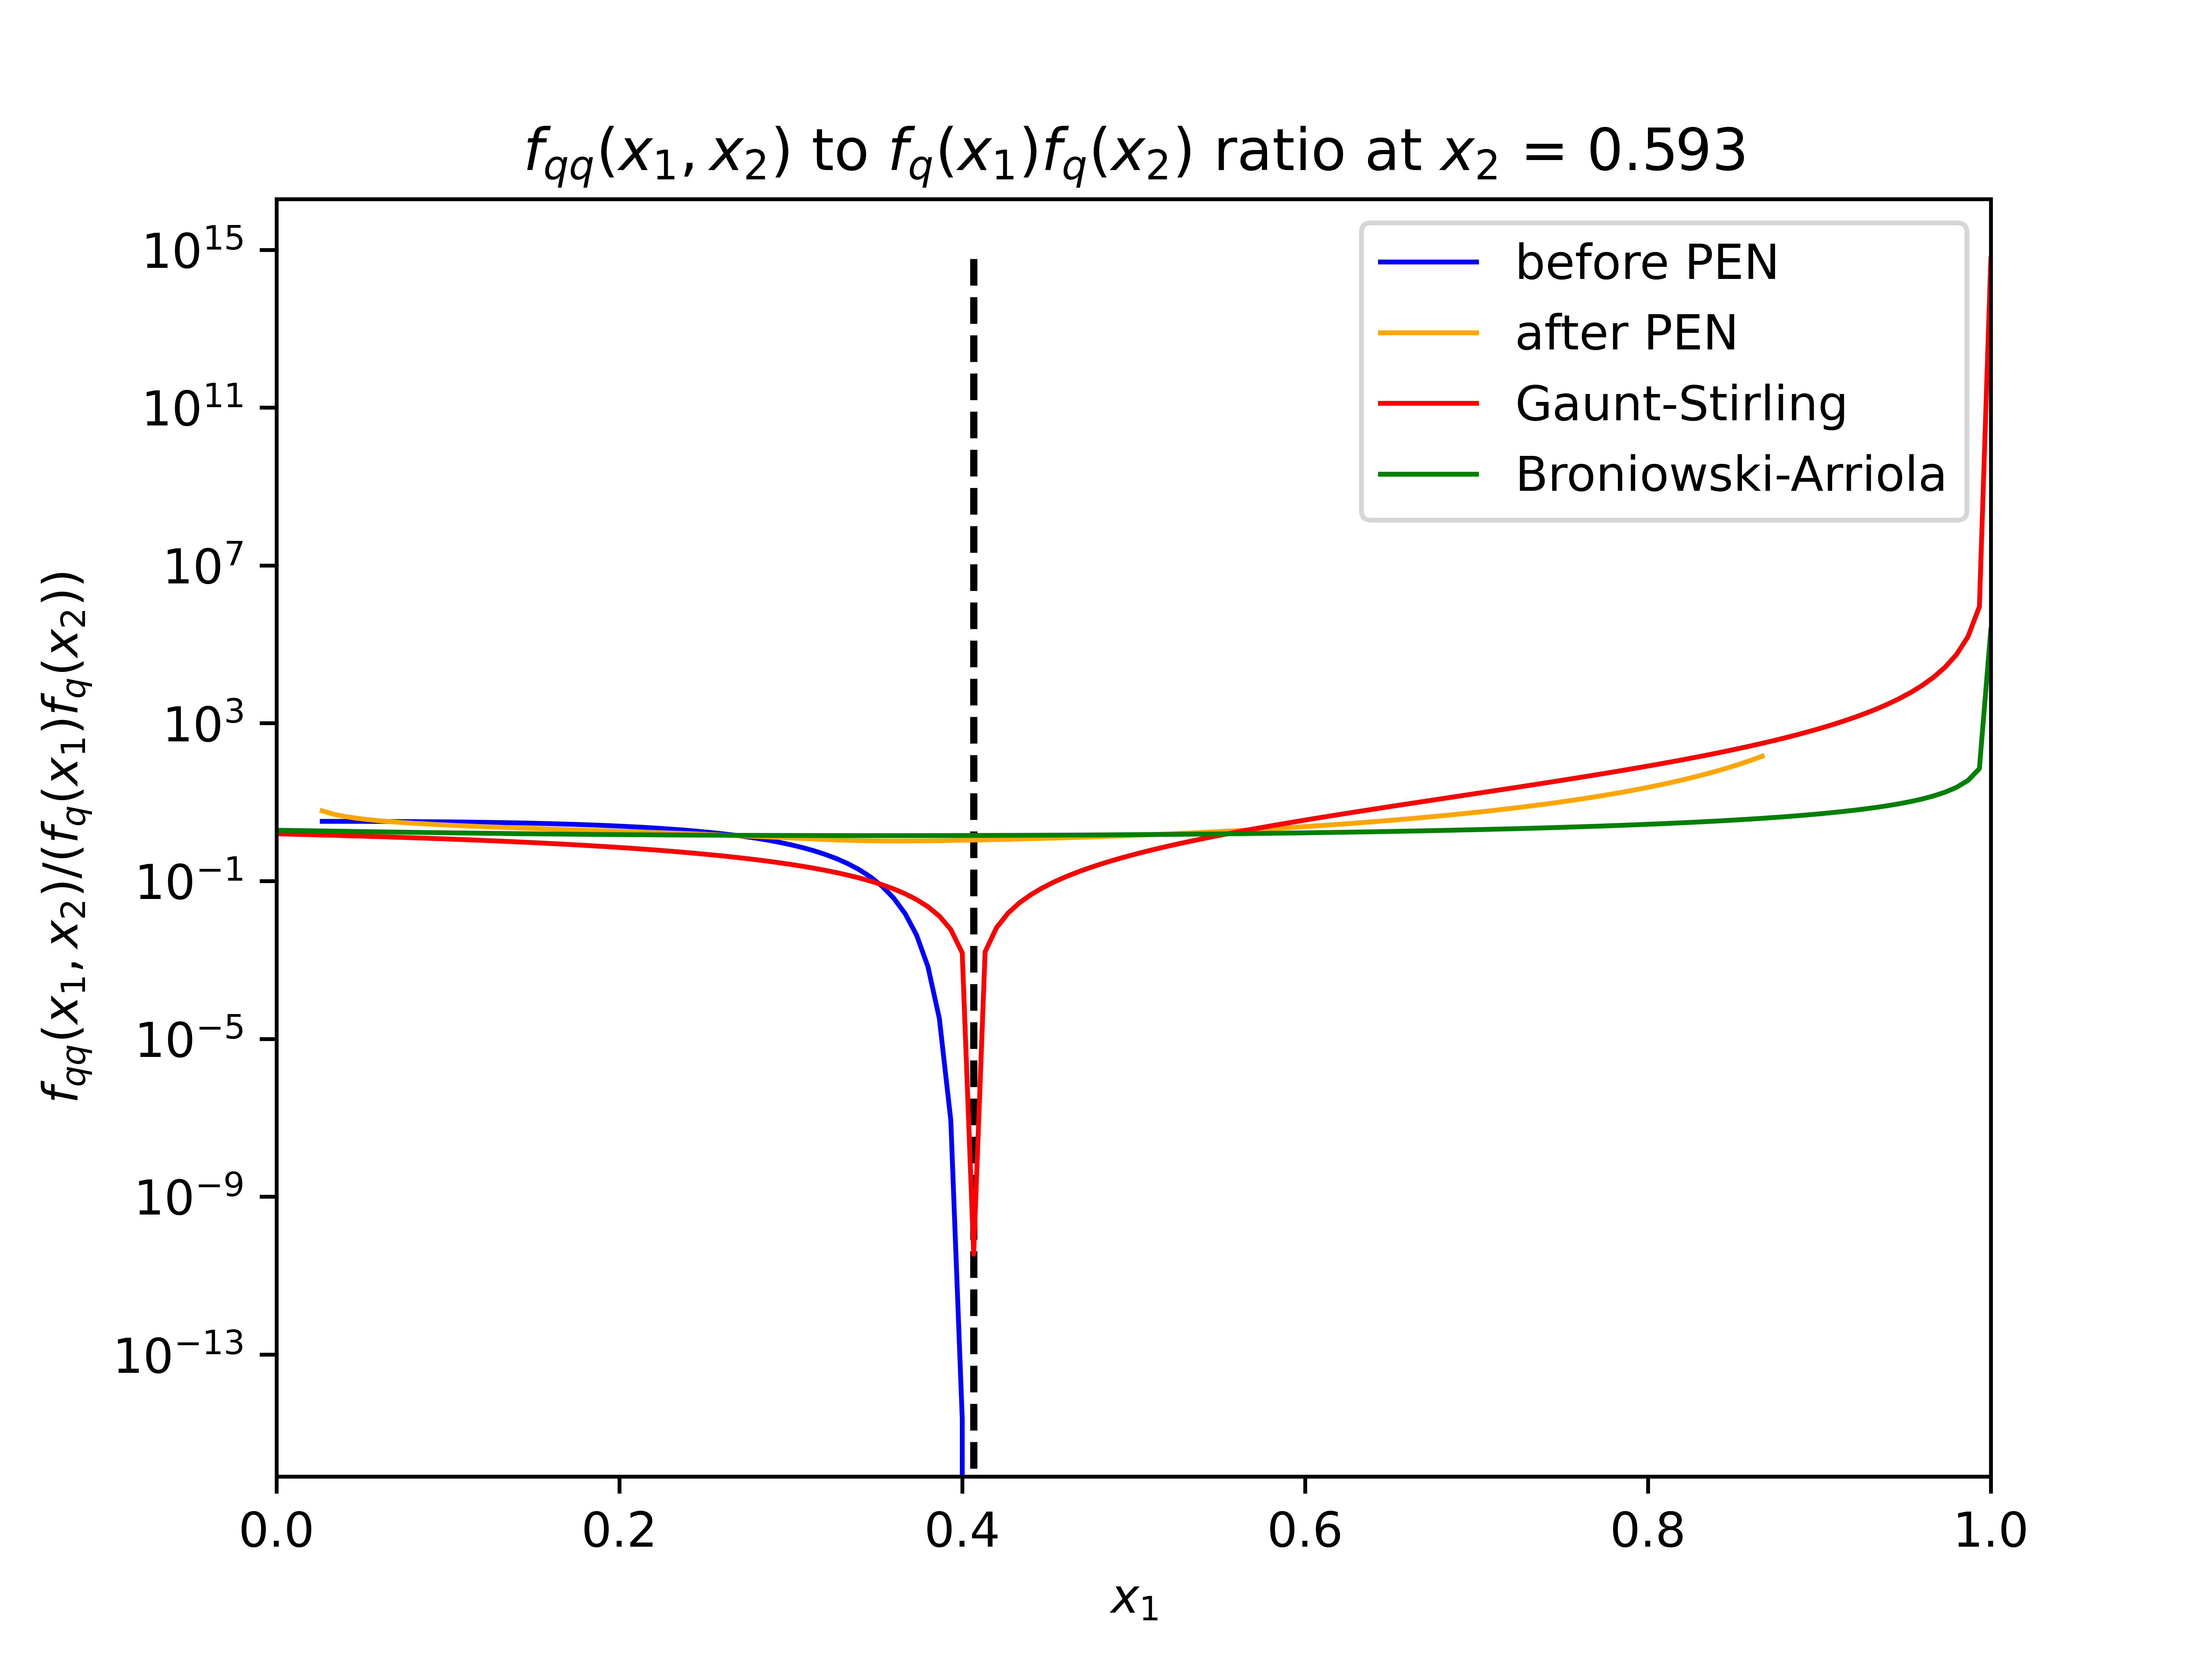 f_qq(x_1, x_2) to f_q(x_1)f_q(x_2) ratio at x_2 = 0.593
before PEN
after PEN
Gaunt-Stirling
Broniowski-Arriola
10^15
10^11
10^7
10^3
10^−1
10^−5
10^−9
10^−13
f_qq(x_1, x_2)/(f_q(x_1)f_q(x_2))
0.0 0.2 0.4 0.6 0.8 1.0
x_1